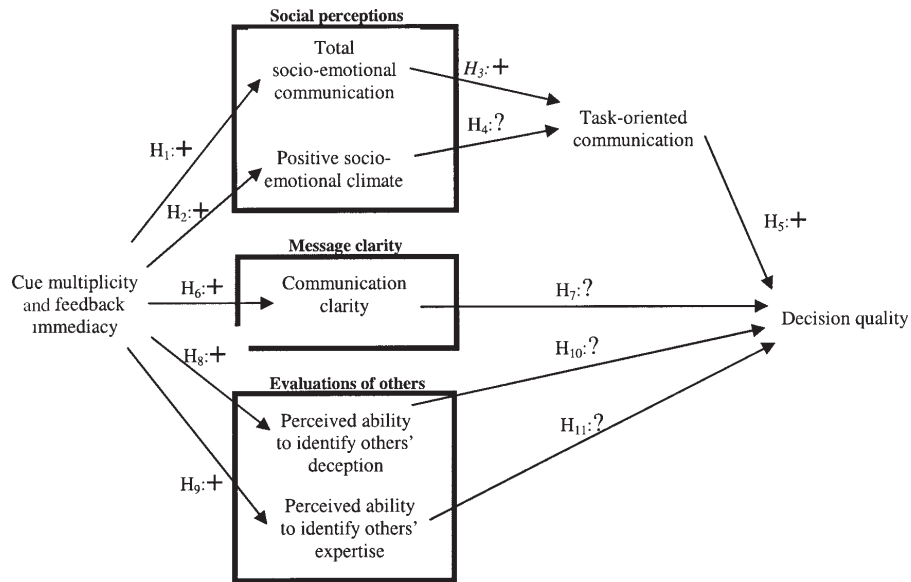 Social perceptions
Total
socio-emotional
communication
H3:+
H4:?
Task-oriented
communication
H1:+
Positive socio-
emotional climate
H2:+
H5:+
Message clarity
Cue multiplicity
and feedback
immediacy
H6:+
Communication
clarity
H7:?
Decision quality
H8:+
H10:?
Evaluations of others
Perceived ability
to identify others'
deception
H11:?
H9:+
Perceived ability
to identify others'
expertise